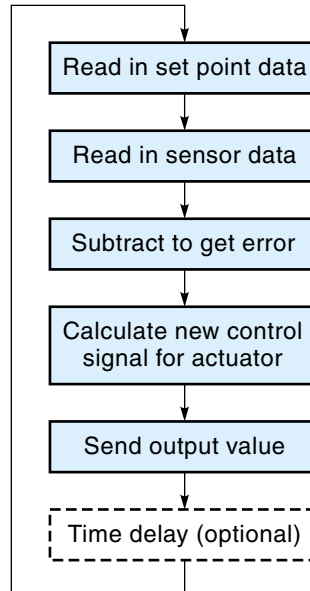 Read in set point data
Read in sensor data
Subtract to get error
Calculate new control
signal for actuator
Send output value
Time delay (optional)